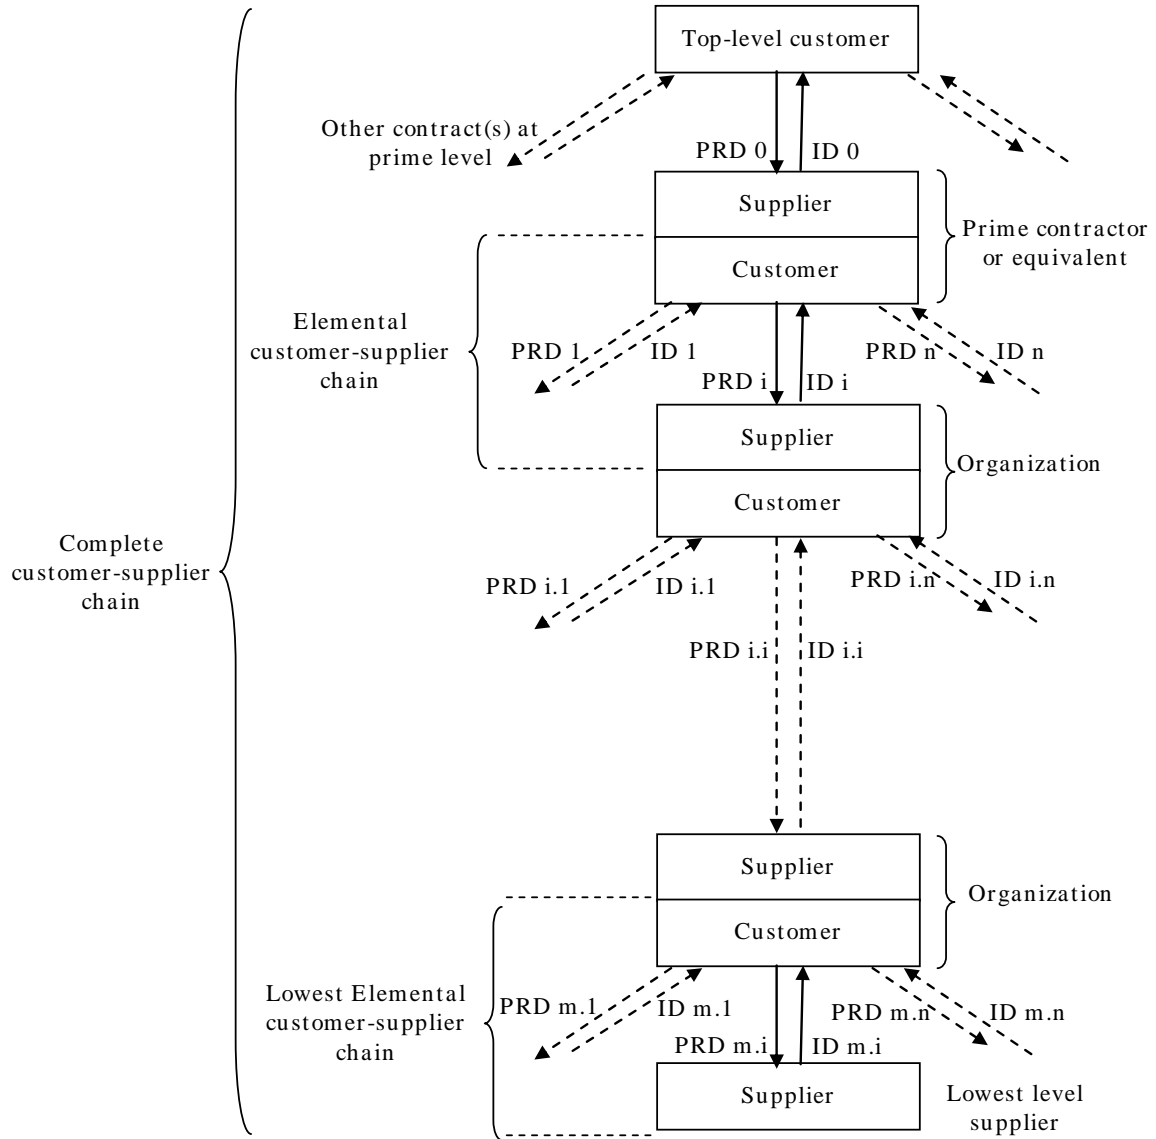 Top-level customer
Other contract(s) at
prime level
PRD 0
ID 0
Supplier
Customer
Prime contractor
or equivalent
Elemental
customer-supplier
chain
PRD 1
ID 1
PRD i
ID i
PRD n
ID n
Supplier
Customer
Organization
Complete
customer-supplier
chain
PRD i.1
ID i.1
PRD i.i
ID i.i
PRD i.n
ID i.n
Supplier
Customer
Organization
Lowest Elemental
customer-supplier
chain
PRD m.1
ID m.1
PRD m.i
ID m.i
PRD m.n
ID m.n
Supplier
Lowest level
supplier